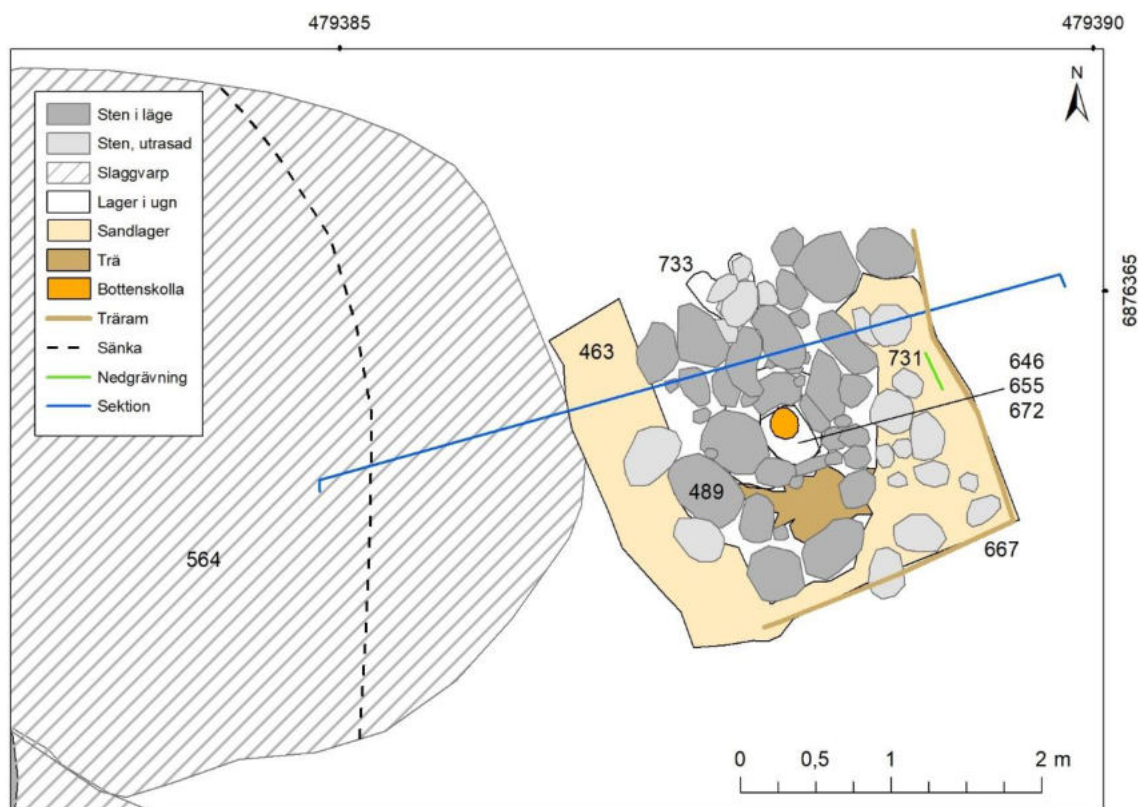 479385
479390
N
Sten i läge
Sten, utrasad
Slaggvarp
Lager i ugn
Sandlager
Trä
Bottenskolla
Träram
Sänka
Nedgrävning
Sektion
733
6876365
463
731
646
655
672
489
564
667
0 0,5 1 2 m